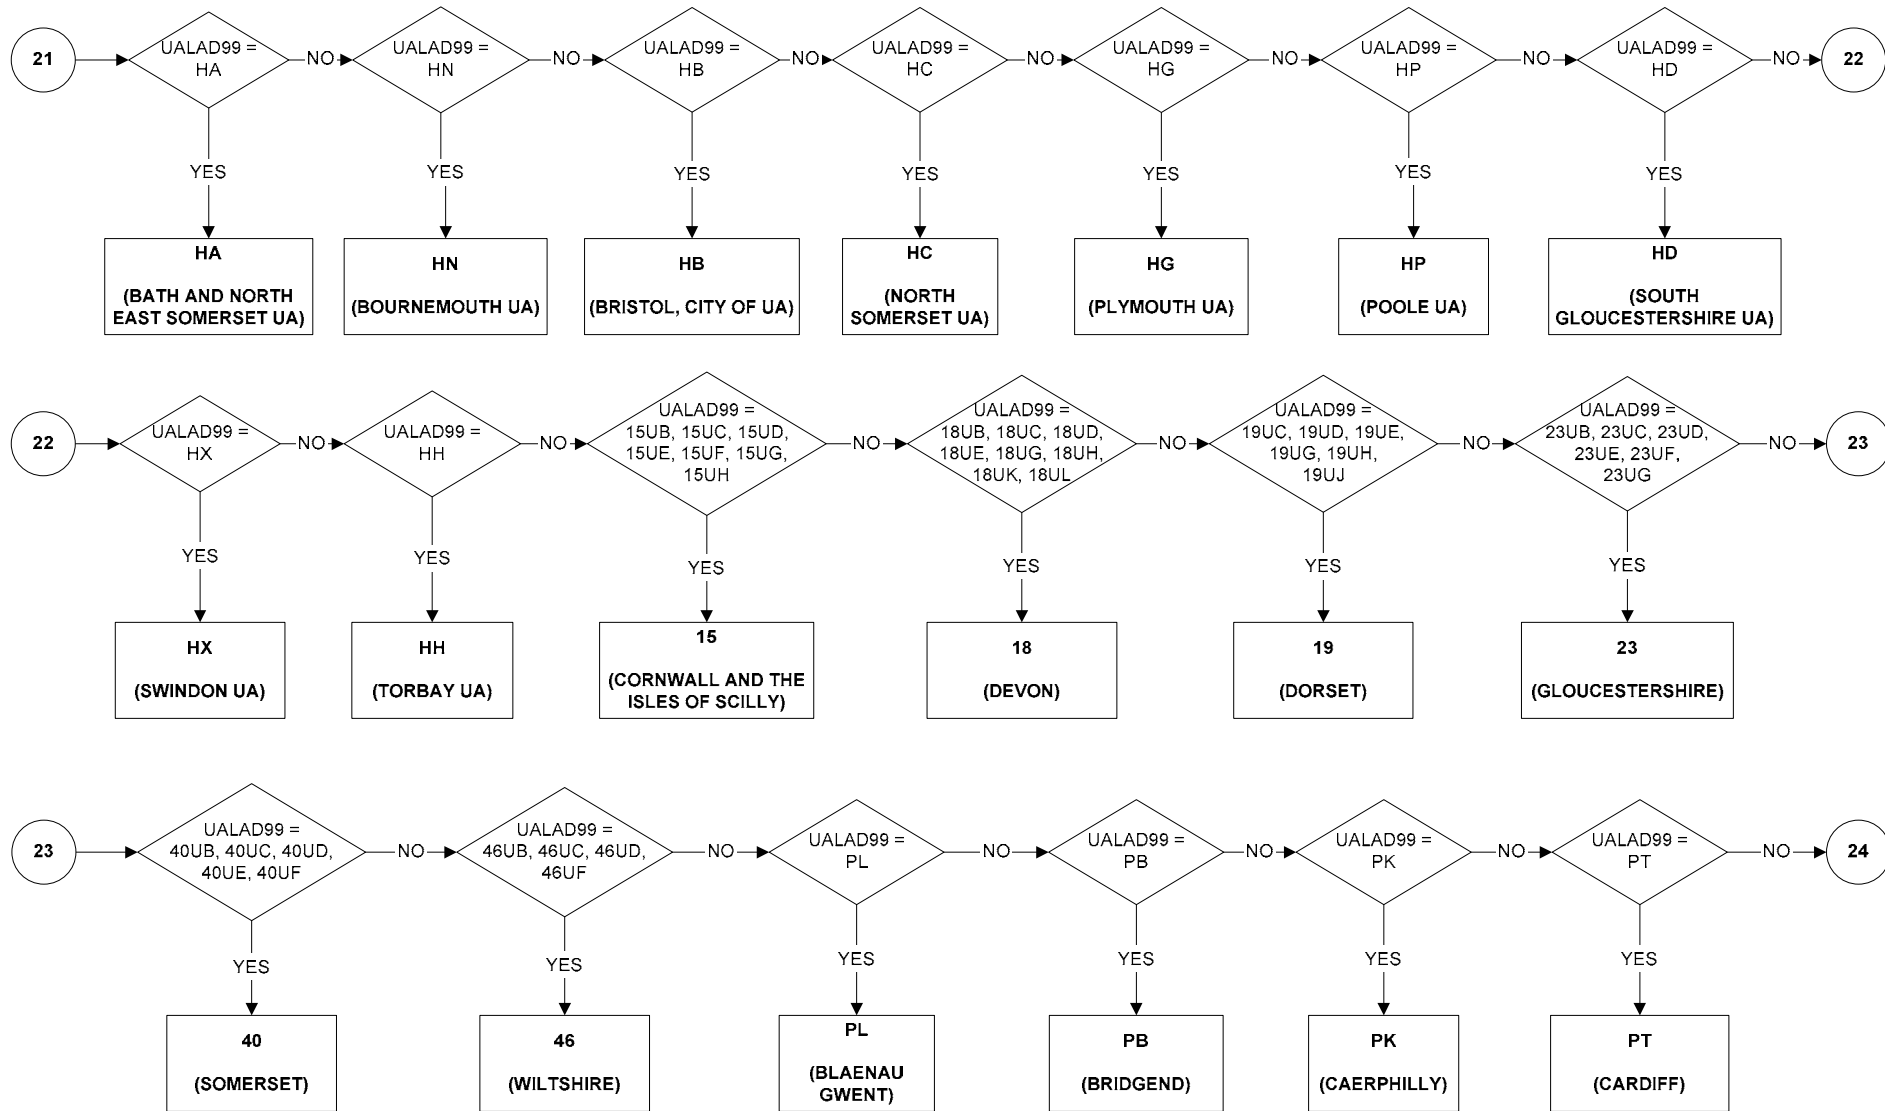 21
UALAD99 =
HA
NO
UALAD99 =
HN
NO
UALAD99 =
HB
NO
UALAD99 =
HC
NO
UALAD99 =
HG
NO
UALAD99 =
HP
NO
UALAD99 =
HD
NO
22
YES
YES
YES
YES
YES
YES
YES
HA
(BATH AND NORTH
EAST SOMERSET UA)
HN
(BOURNEMOUTH UA)
HB
(BRISTOL, CITY OF UA)
HC
(NORTH
SOMERSET UA)
HG
(PLYMOUTH UA)
HP
(POOLE UA)
HD
(SOUTH
GLOUCESTERSHIRE UA)
22
UALAD99 =
HX
NO
UALAD99 =
HH
NO
UALAD99 =
15UB, 15UC, 15UD,
15UE, 15UF, 15UG,
15UH
NO
UALAD99 =
18UB, 18UC, 18UD,
18UE, 18UG, 18UH,
18UK, 18UL
NO
UALAD99 =
19UC, 19UD, 19UE,
19UG, 19UH,
19UJ
NO
UALAD99 =
23UB, 23UC, 23UD,
23UE, 23UF,
23UG
NO
23
YES
YES
YES
YES
YES
YES
HX
(SWINDON UA)
HH
(TORBAY UA)
15
(CORNWALL AND THE
ISLES OF SCILLY)
18
(DEVON)
19
(DORSET)
23
(GLOUCESTERSHIRE)
23
UALAD99 =
40UB, 40UC, 40UD,
40UE, 40UF
NO
UALAD99 =
46UB, 46UC, 46UD,
46UF
NO
UALAD99 =
PL
NO
UALAD99 =
PB
NO
UALAD99 =
PK
NO
UALAD99 =
PT
NO
24
YES
YES
YES
YES
YES
YES
40
(SOMERSET)
46
(WILTSHIRE)
PL
(BLAENAU
GWENT)
PB
(BRIDGEND)
PK
(CAERPHILLY)
PT
(CARDIFF)